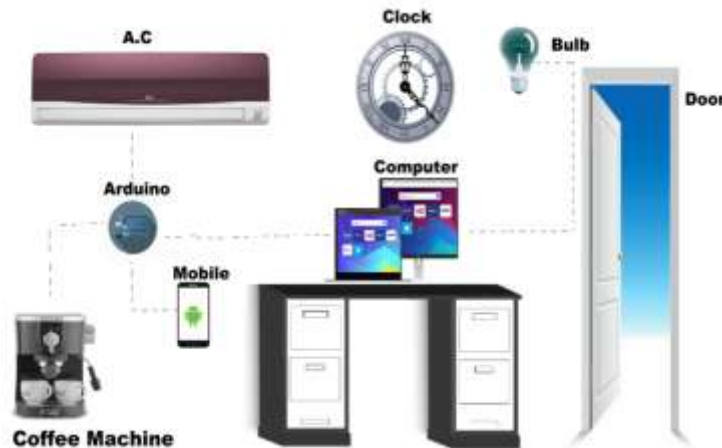 Clock
A.C
Bulb
Door
Computer
Arduino
Mobile
Coffee Machine